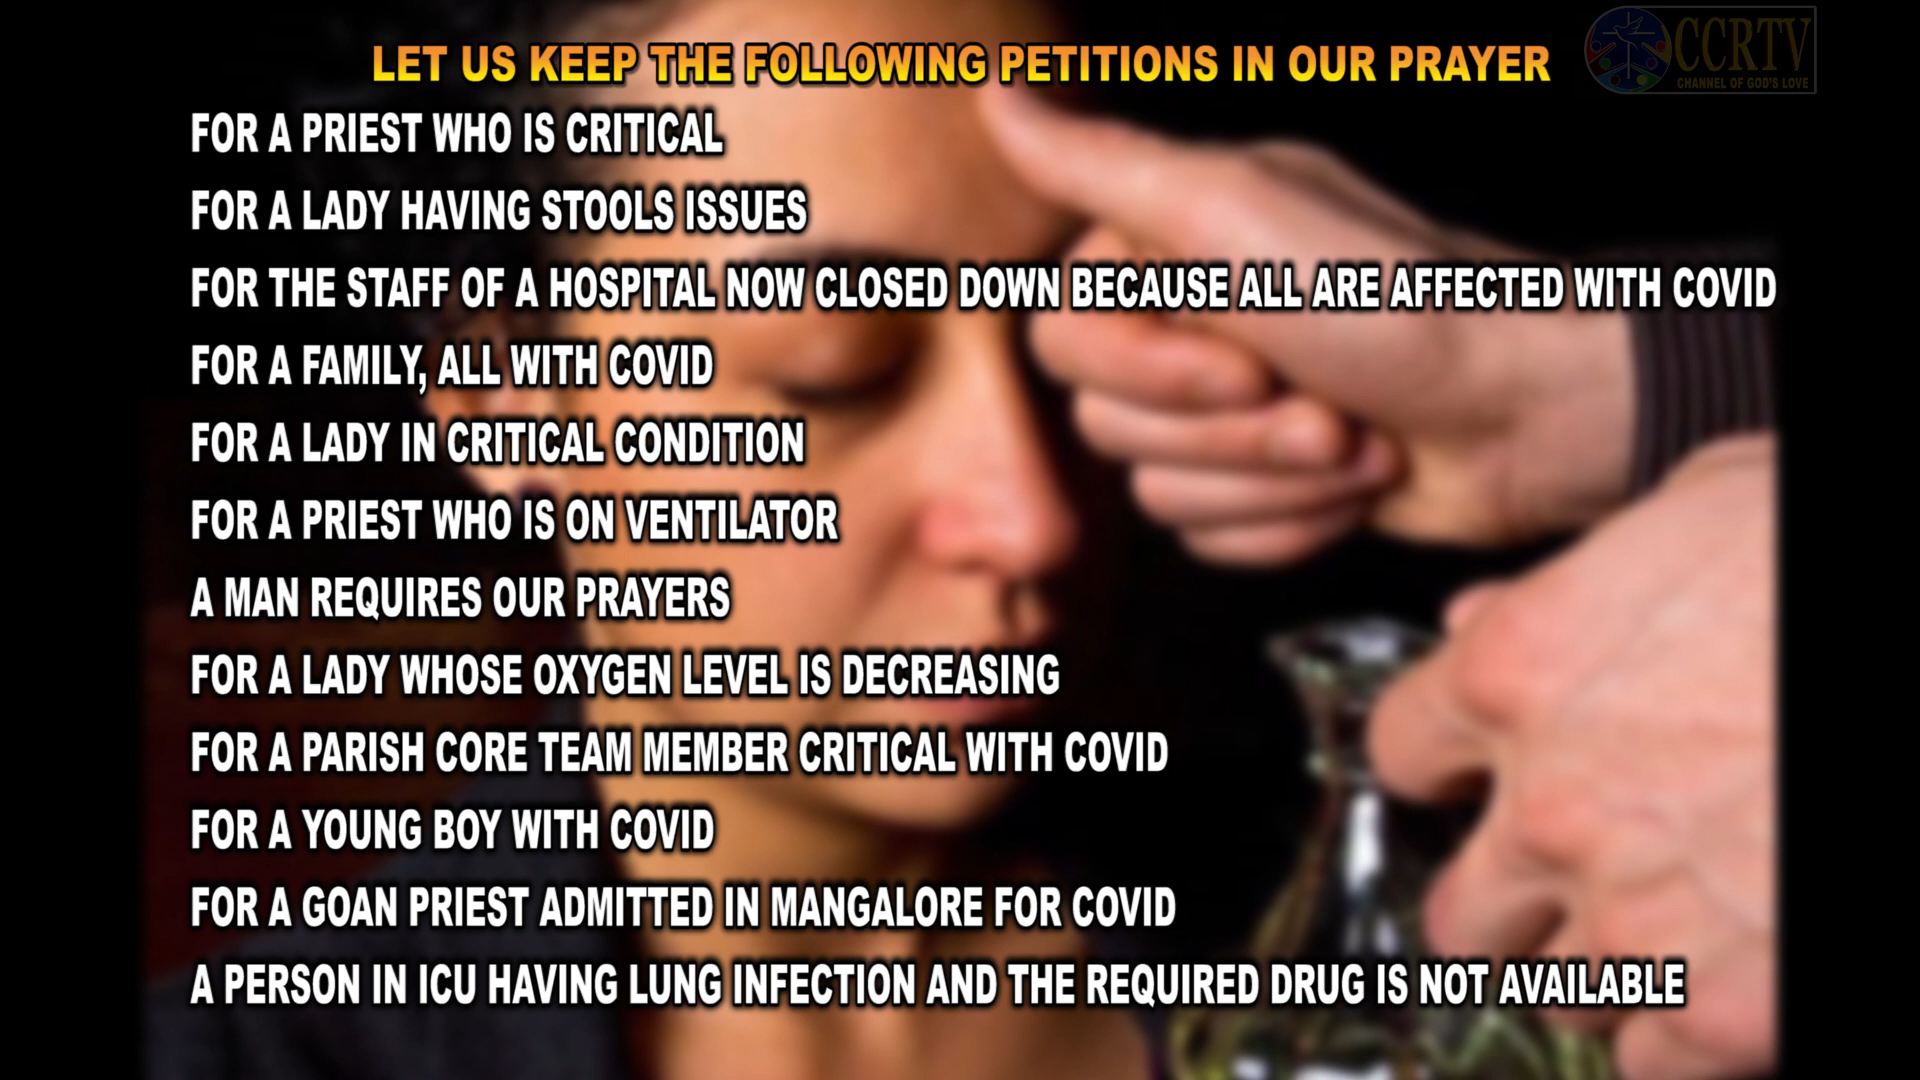 CCRTV
CHANNEL OF GOD'S LOVE
LET US KEEP THE FOLLOWING PETITIONS IN OUR PRAYER
FOR A PRIEST WHO IS CRITICAL
FOR A LADY HAVING STOOLS ISSUES
FOR THE STAFF OF A HOSPITAL NOW CLOSED DOWN BECAUSE ALL ARE AFFECTED WITH COVID
FOR A FAMILY, ALL WITH COVID
FOR A LADY IN CRITICAL CONDITION
FOR A PRIEST WHO IS ON VENTILATOR
A MAN REQUIRES OUR PRAYERS
FOR A LADY WHOSE OXYGEN LEVEL IS DECREASING
FOR A PARISH CORE TEAM MEMBER CRITICAL WITH COVID
FOR A YOUNG BOY WITH COVID
FOR A GOAN PRIEST ADMITTED IN MANGALORE FOR COVID
A PERSON IN ICU HAVING LUNG INFECTION AND THE REQUIRED DRUG IS NOT AVAILABLE